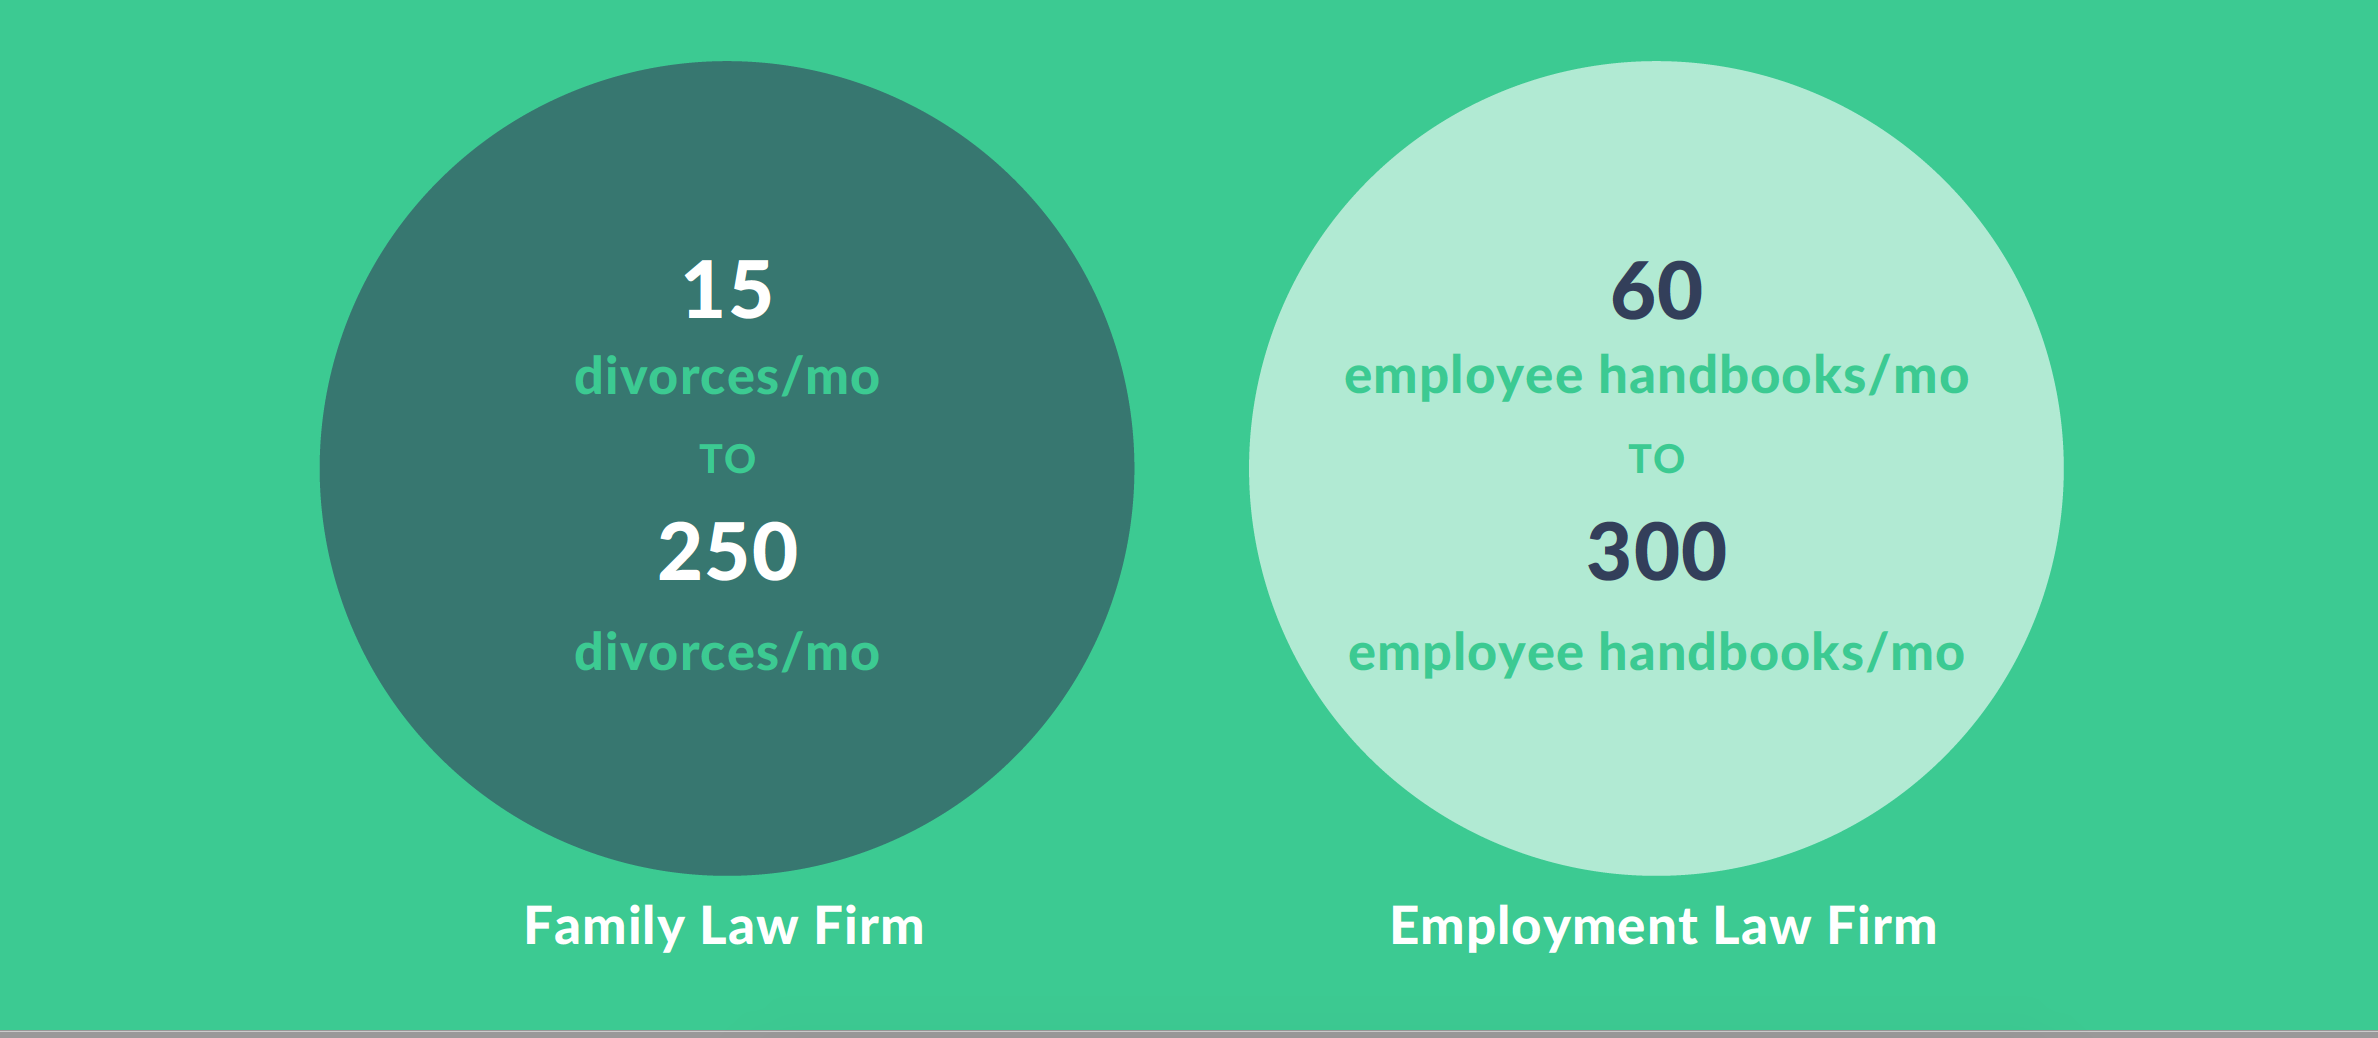 15
divorces/mo
TO
250
divorces/mo
Family Law Firm
60
employee handbooks/mo
TO
300
employee handbooks/mo
Employment Law Firm